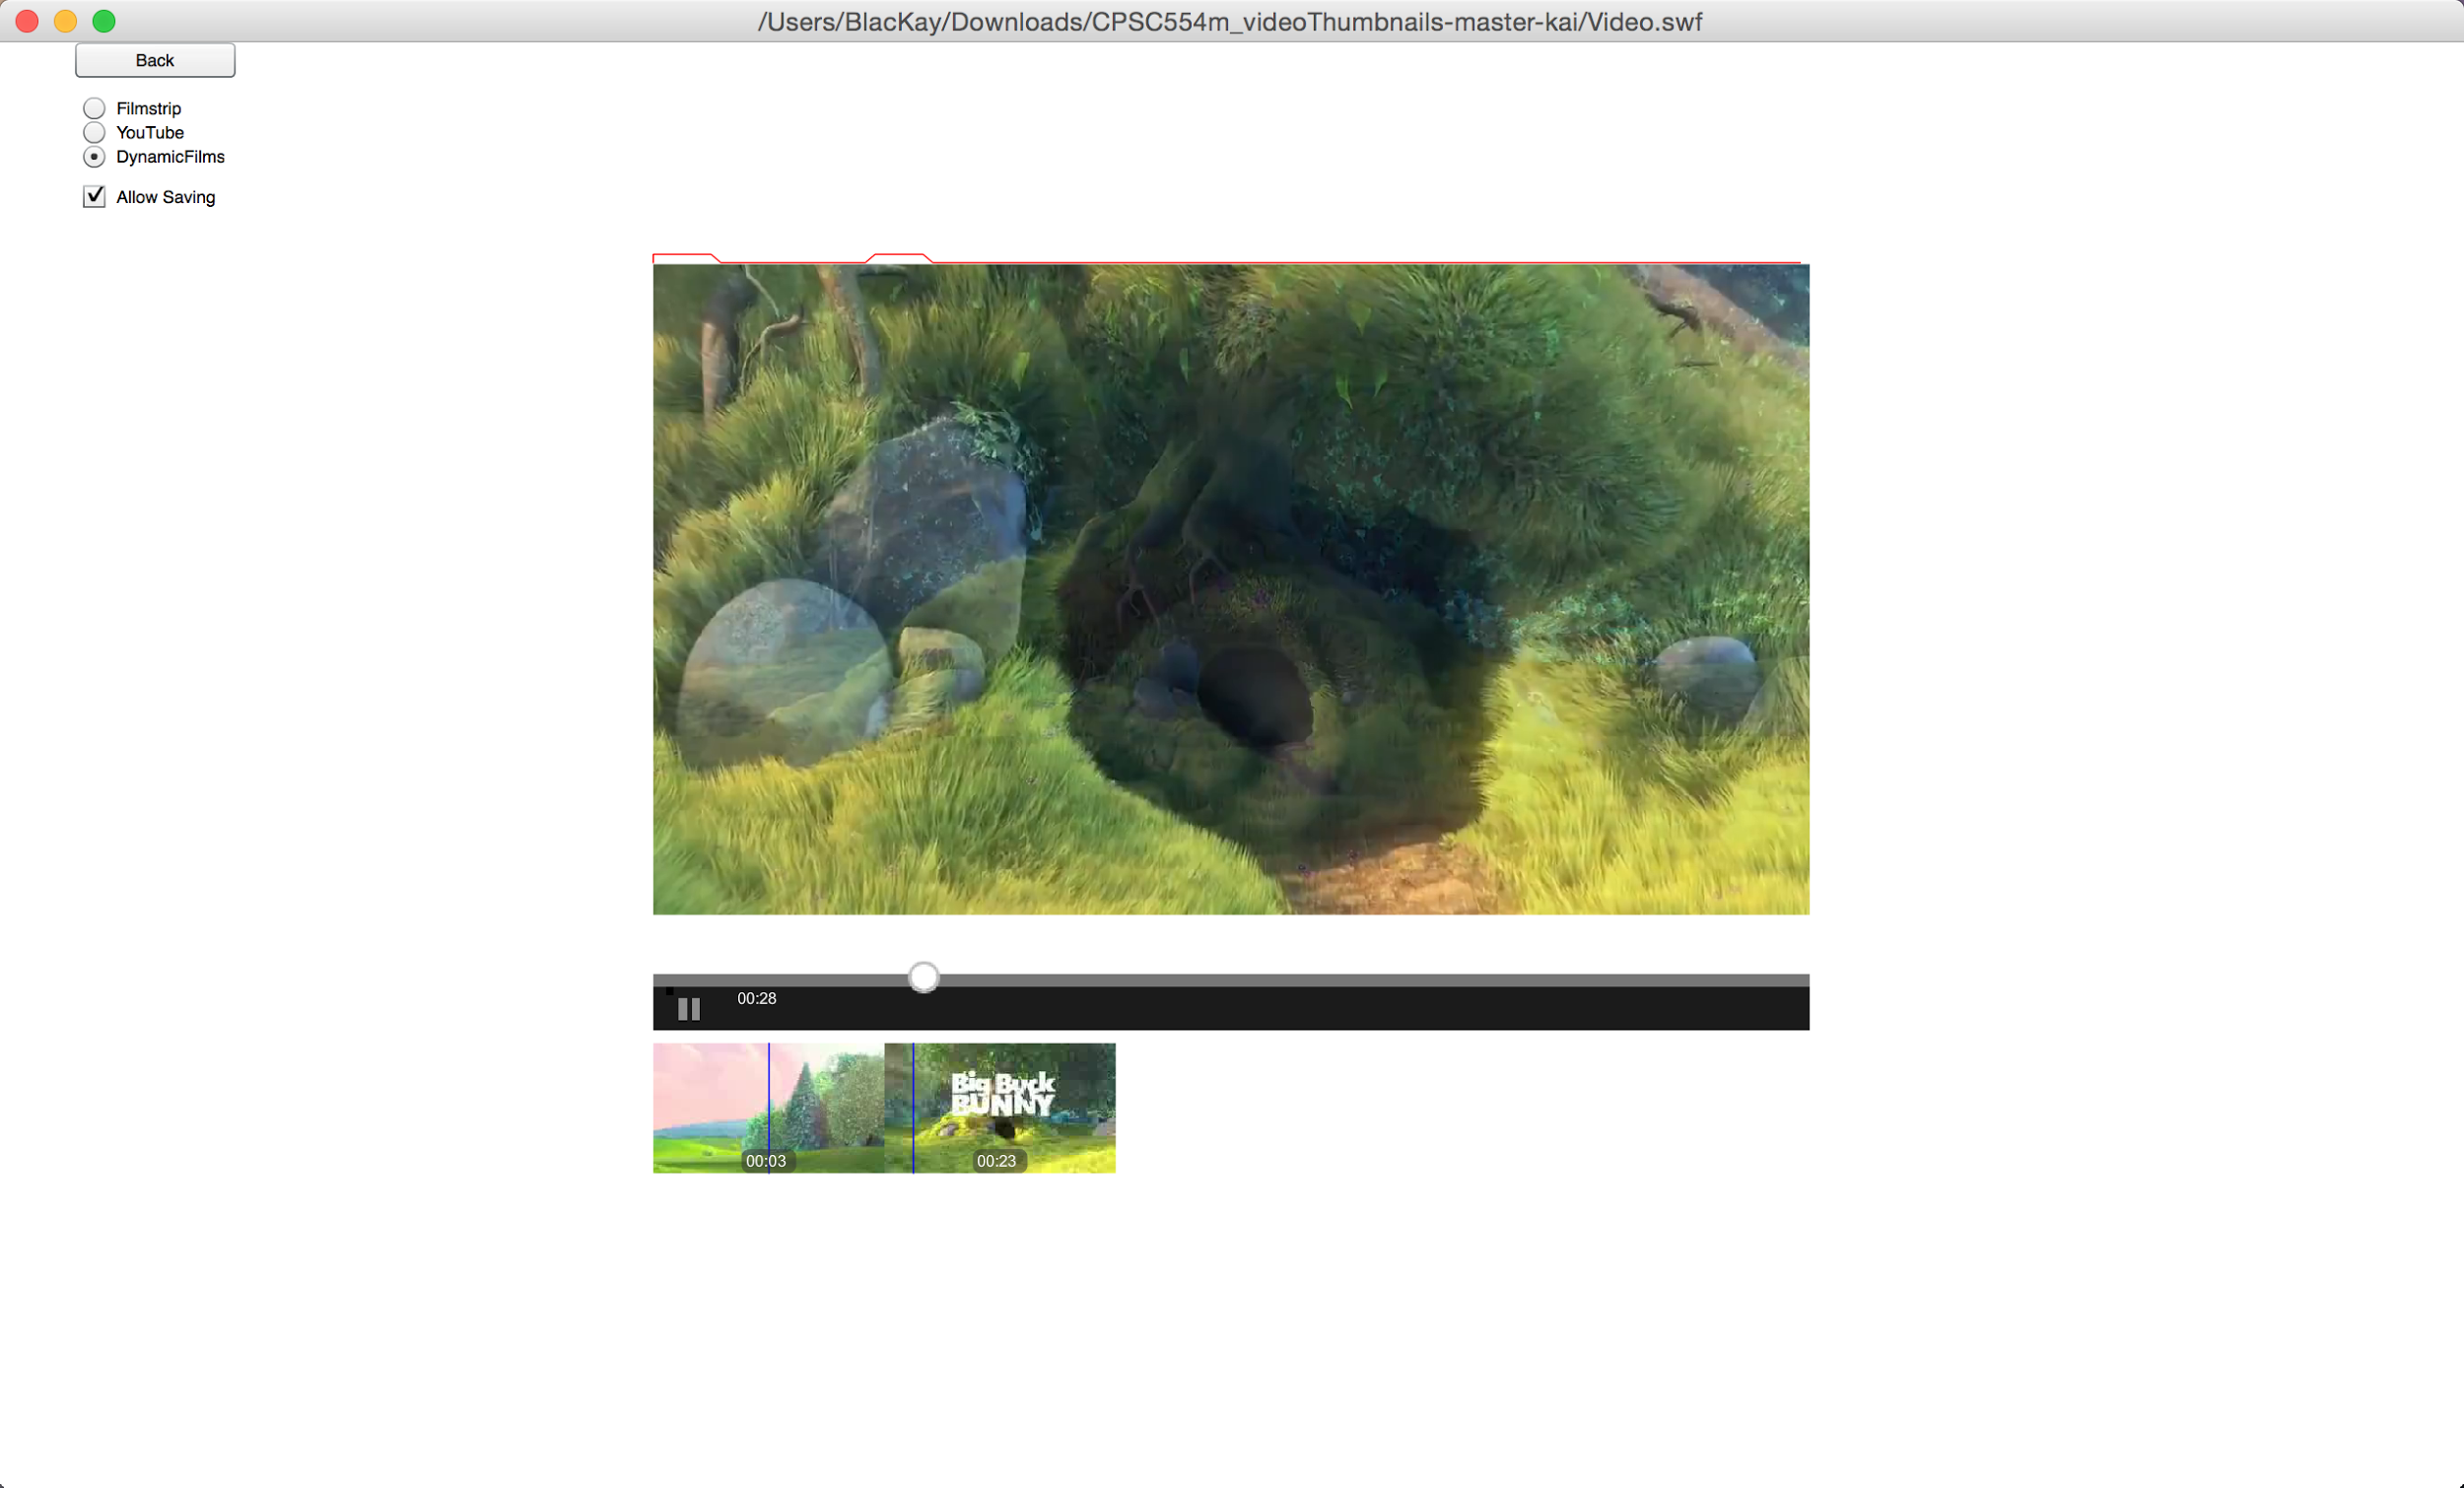 /Users/BlacKay/Downloads/CPSC554m_videoThumbnails-master-kai/Video.swf
Back
Filmstrip
YouTube
DynamicFilms
Allow Saving
00:28
Big Buck
BUNNY
00:03
00:23